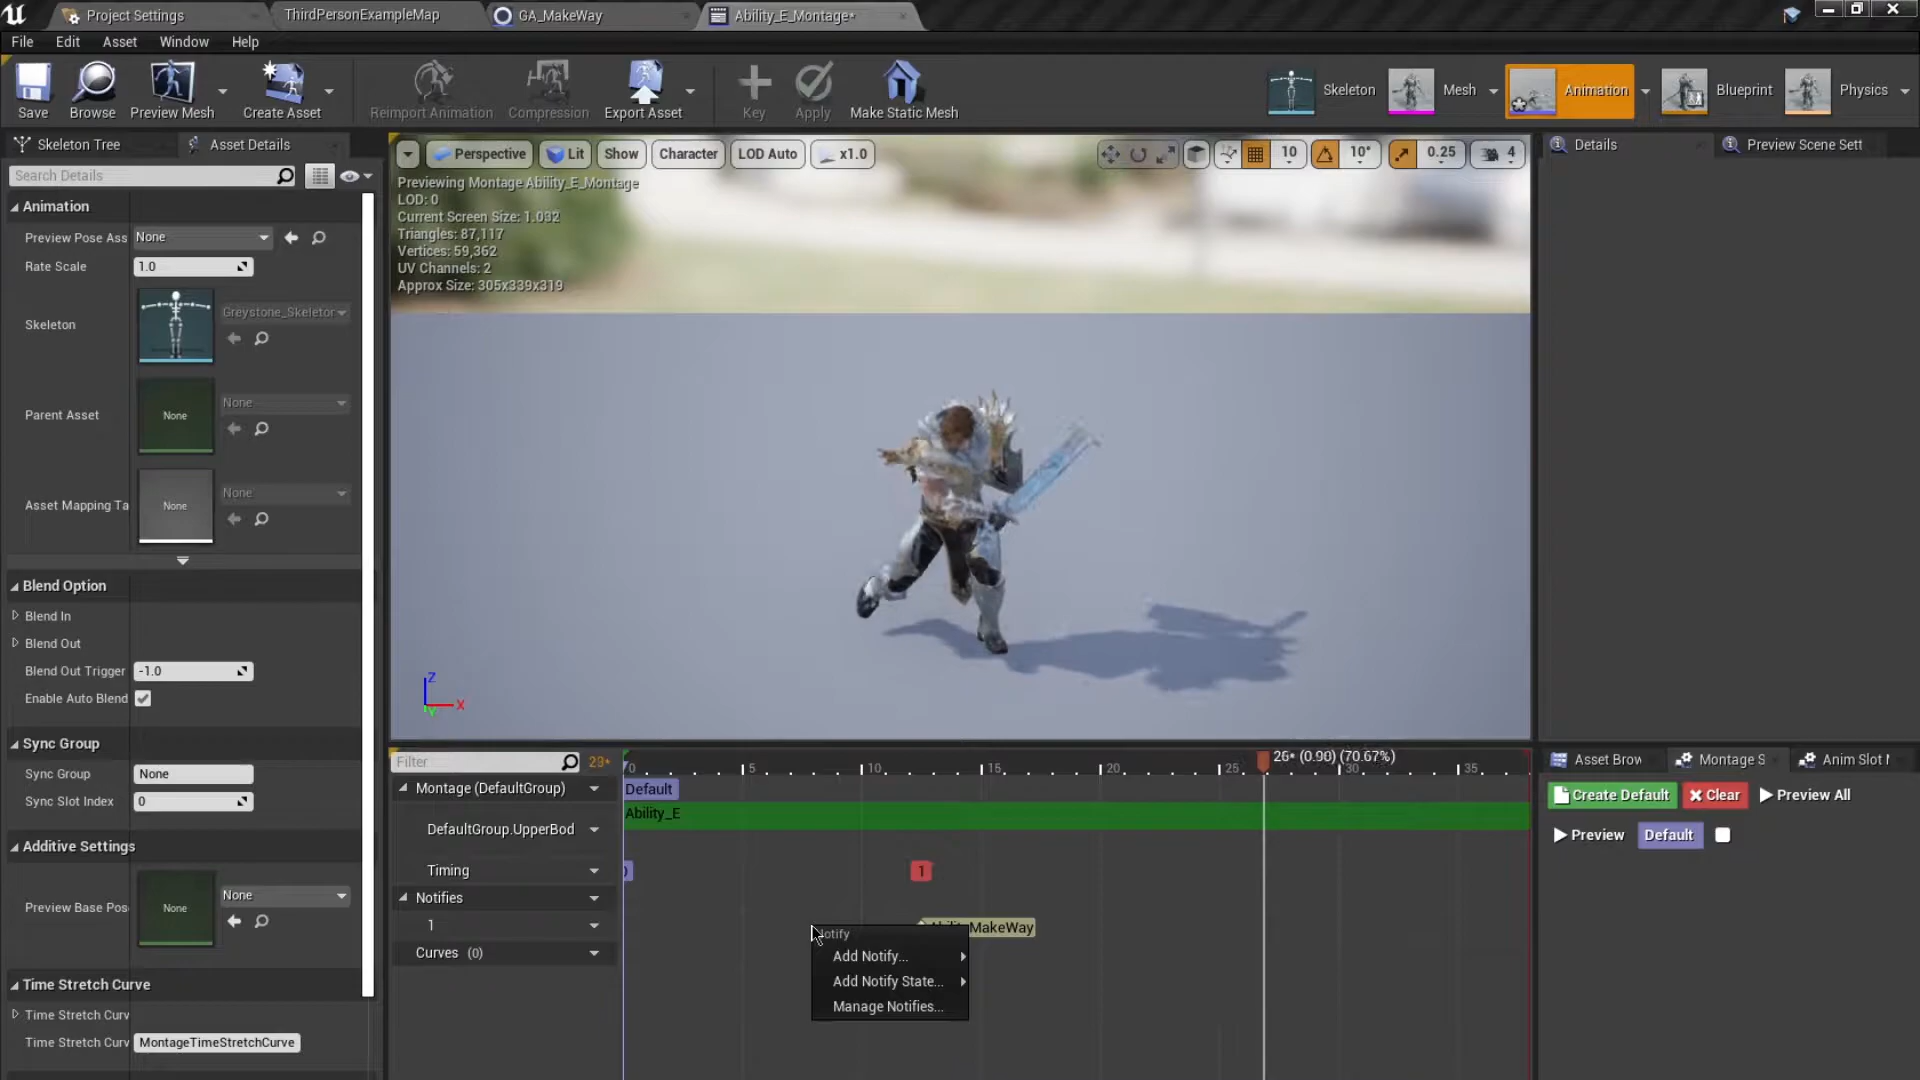 Project Settings
ThirdPersonExampleMap
GA_MakeWay
Ability_E_Montage*
File Edit Asset Window Help
Save
Browse
Preview Mesh
Create Asset
Reimport Animation
Compression
Export Asset
Key
Apply
Make Static Mesh
Skeleton
Mesh
Animation
Blueprint
Physics
Skeleton Tree
Asset Details
Search Details
Animation
Preview Pose Ass None
Rate Scale 1.0
Skeleton Greystone_Skeletor
Parent Asset None None
Asset Mapping Ta None None
Blend Option
Blend In
Blend Out
Blend Out Trigger -1.0
Enable Auto Blend
Sync Group
Sync Group None
Sync Slot Index 0
Additive Settings
Preview Base Pos None None
Time Stretch Curve
Time Stretch Curv
Time Stretch Curv MontageTimeStretchCurve
Perspective Lit Show Character LOD Auto x1.0
10 10° 0.25 4
Previewing Montage Ability_E_Montage
LOD: 0
Current Screen Size: 1.032
Triangles: 87,117
Vertices: 59,362
UV Channels: 2
Approx Size: 305x339x319
Z
X
Y
Filter
23*
26* (0.90) (70.67%)
0 5 10 15 20 25 30 35
Montage (DefaultGroup)
Default
Ability_E
DefaultGroup.UpperBod
Timing
1
Notifies
1
MakeWay
Curves (0)
Add Notify...
Add Notify State...
Manage Notifies...
Details
Preview Scene Sett
Asset Brow
Montage S
Anim Slot
Create Default Clear Preview All
Preview Default